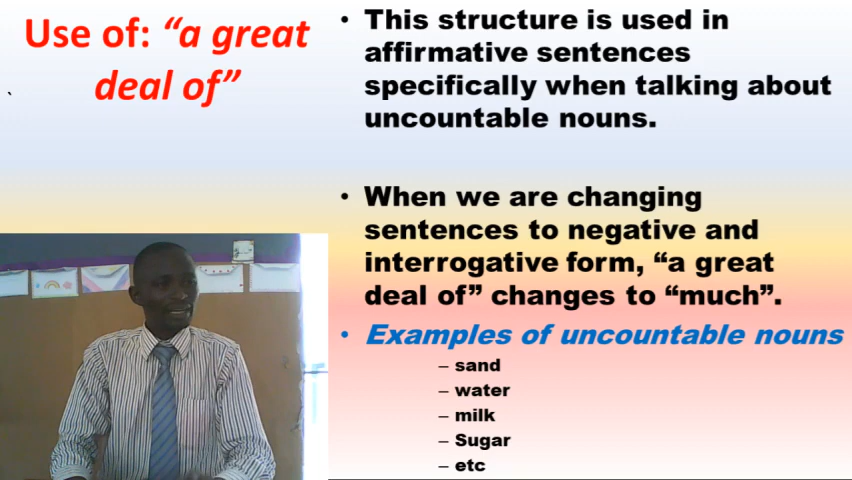 Use of: “a great
deal of”
• This structure is used in
affirmative sentences
specifically when talking about
uncountable nouns.
• When we are changing
sentences to negative and
interrogative form, “a great
deal of” changes to “much”.
• Examples of uncountable nouns
– sand
– water
– milk
– Sugar
– etc